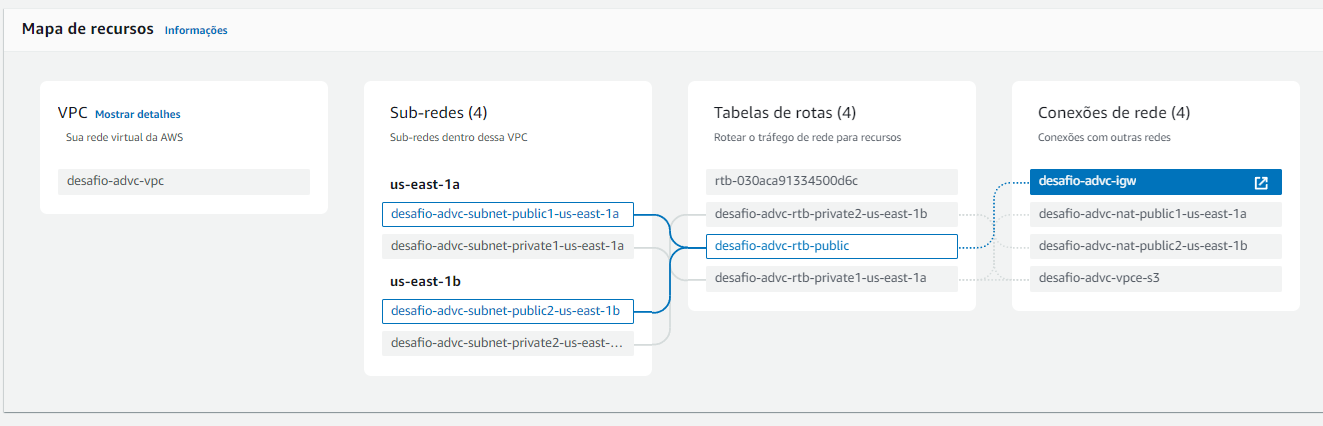 Mapa de recursos Informações
VPC Mostrar detalhes
Sua rede virtual da AWS
desafio-advc-vpc
Sub-redes (4)
Sub-redes dentro dessa VPC
us-east-1a
desafio-advc-subnet-public1-us-east-1a
desafio-advc-subnet-private1-us-east-1a
us-east-1b
desafio-advc-subnet-public2-us-east-1b
desafio-advc-subnet-private2-us-east-...
Tabelas de rotas (4)
Rotear o tráfego de rede para recursos
rtb-030aca91334500d6c
desafio-advc-rtb-private2-us-east-1b
desafio-advc-rtb-public
desafio-advc-rtb-private1-us-east-1a
Conexões de rede (4)
Conexões com outras redes
desafio-advc-igw
desafio-advc-nat-public1-us-east-1a
desafio-advc-nat-public2-us-east-1b
desafio-advc-vpce-s3